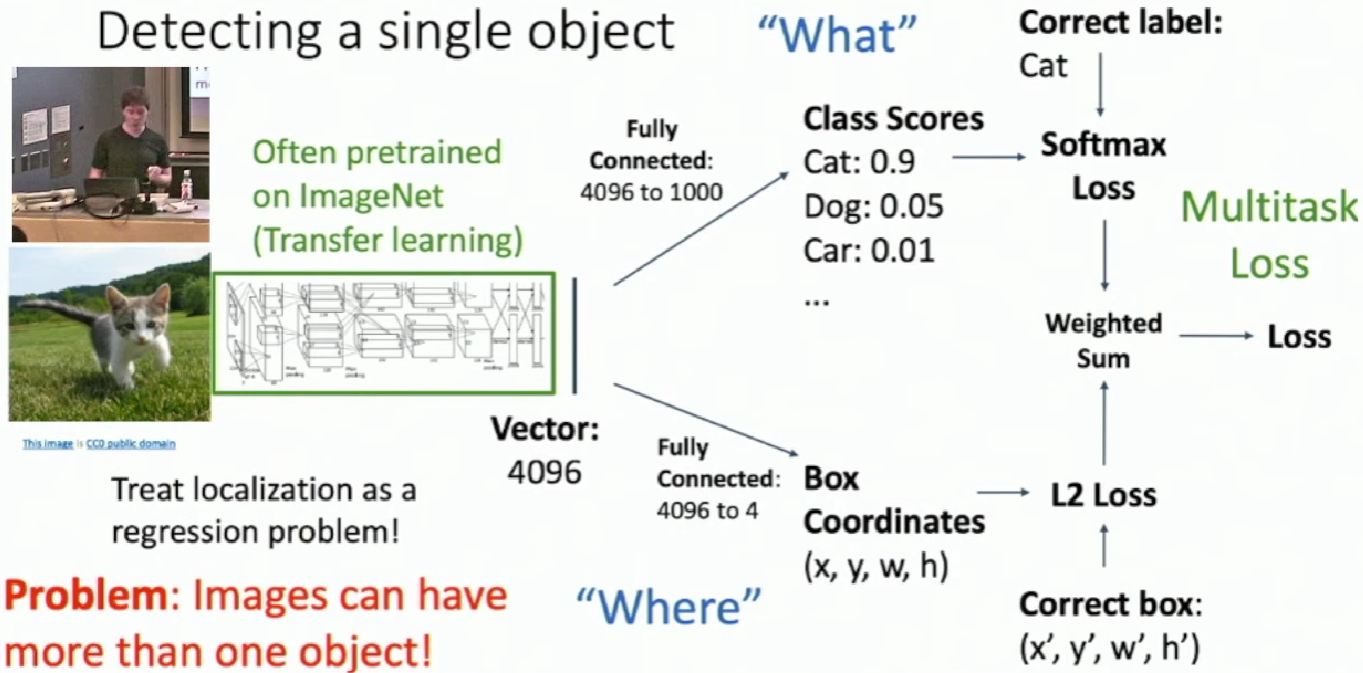 Detecting a single object
“What”
Correct label:
Cat
Often pretrained
on ImageNet
(Transfer learning)
Fully
Connected:
4096 to 1000
Class Scores
Cat: 0.9
Dog: 0.05
Car: 0.01
...
Softmax
Loss
Multitask
Loss
Weighted
Sum
Loss
This image is CC0 public domain
Vector:
4096
Fully
Connected:
4096 to 4
Box
Coordinates
(x, y, w, h)
L2 Loss
Treat localization as a
regression problem!
Problem: Images can have
more than one object!
“Where”
Correct box:
(x’, y’, w’, h’)